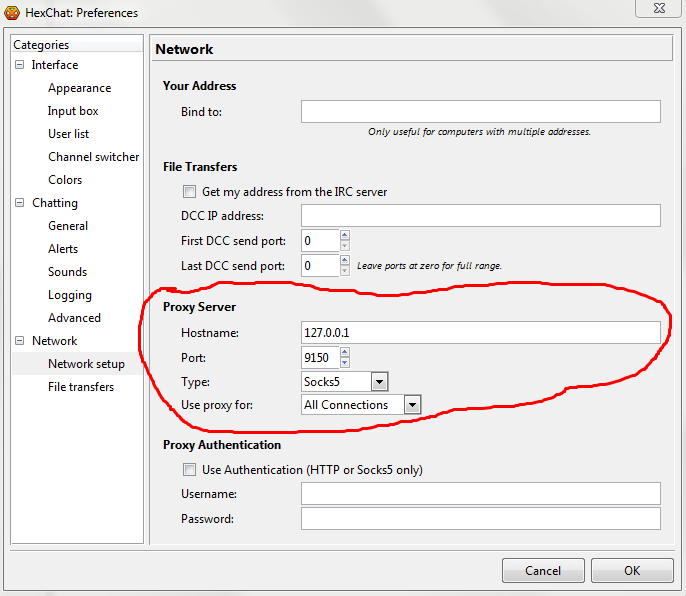 HexChat: Preferences
Categories
Interface
Appearance
Input box
User list
Channel switcher
Colors
Chatting
General
Alerts
Sounds
Logging
Advanced
Network
Network setup
File transfers
Network
Your Address
Bind to:
Only useful for computers with multiple addresses.
File Transfers
Get my address from the IRC server
DCC IP address:
First DCC send port: 0
Last DCC send port: 0 Leave ports at zero for full range.
Proxy Server
Hostname: 127.0.0.1
Port: 9150
Type: Socks5
Use proxy for: All Connections
Proxy Authentication
Use Authentication (HTTP or Socks5 only)
Username:
Password:
Cancel OK